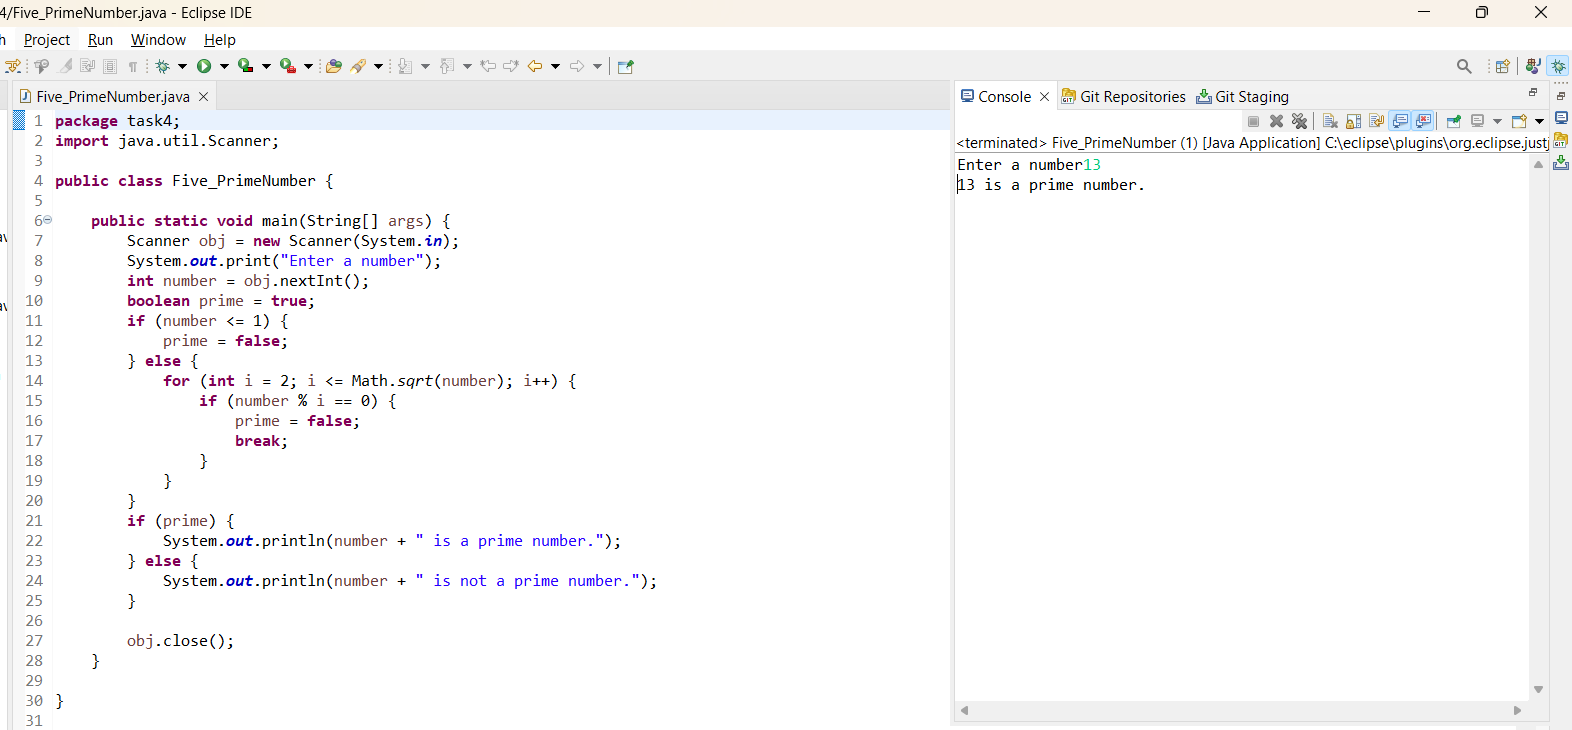 4/Five_PrimeNumber.java - Eclipse IDE
h Project Run Window Help
Five_PrimeNumber.java
1 package task4;
2 import java.util.Scanner;
3
4 public class Five_PrimeNumber {
5
6 public static void main(String[] args) {
7 Scanner obj = new Scanner(System.in);
8 System.out.print("Enter a number");
9 int number = obj.nextInt();
10 boolean prime = true;
11 if (number <= 1) {
12 prime = false;
13 } else {
14 for (int i = 2; i <= Math.sqrt(number); i++) {
15 if (number % i == 0) {
16 prime = false;
17 break;
18 }
19 }
20 }
21 if (prime) {
22 System.out.println(number + " is a prime number.");
23 } else {
24 System.out.println(number + " is not a prime number.");
25 }
26
27 obj.close();
28 }
29
30 }
31
Console Git Repositories Git Staging
<terminated> Five_PrimeNumber (1) [Java Application] C:\eclipse\plugins\org.eclipse.justj
Enter a number13
13 is a prime number.